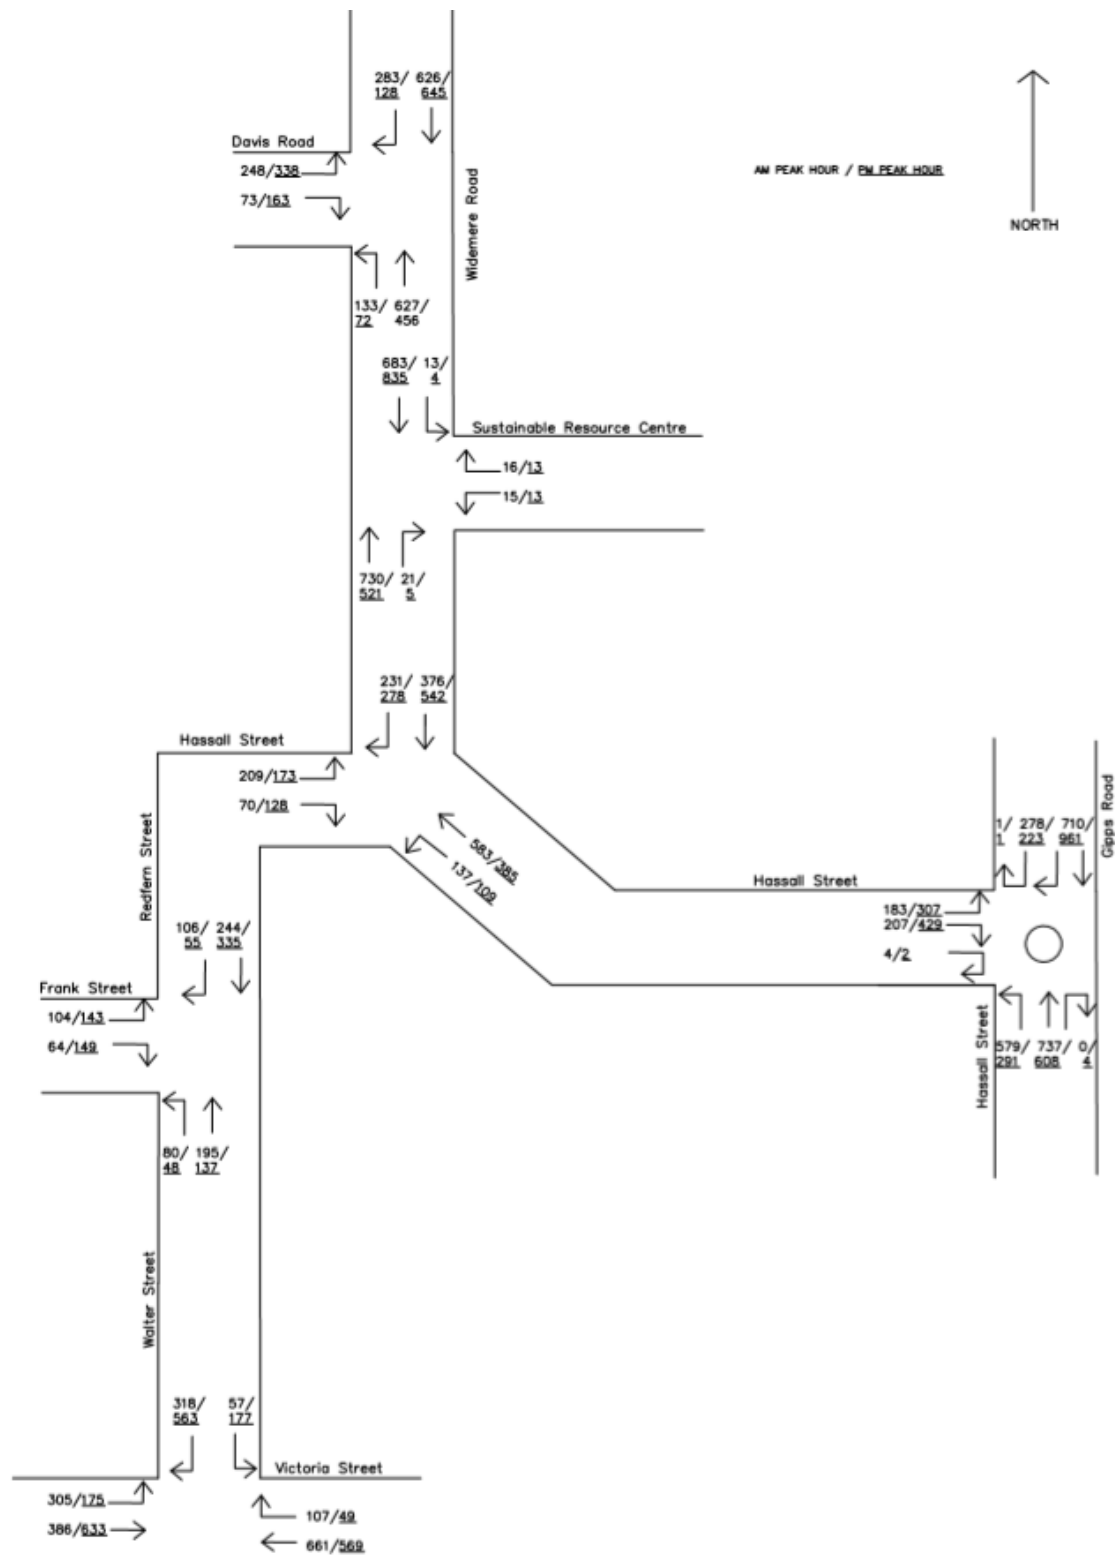 283/ 626/
128 645
Davis Road
248/338
73/163
Widemere Road
AM PEAK HOUR / PM PEAK HOUR
NORTH
133/ 627/
72 456
683/ 13/
835 4
Sustainable Resource Centre
16/13
15/13
730/ 21/
521 5
231/ 376/
278 542
Hassall Street
209/173
70/128
583/385
137/109
Redfern Street
Hassall Street
1/ 278/ 710/
1 223 961
Gipps Road
183/307
207/429
4/2
579/ 737/ 0/
291 608 4
Hassall Street
106/ 244/
55 335
Frank Street
104/143
64/149
80/ 195/
48 137
Walter Street
318/ 57/
563 177
Victoria Street
305/175
386/633
107/49
661/569